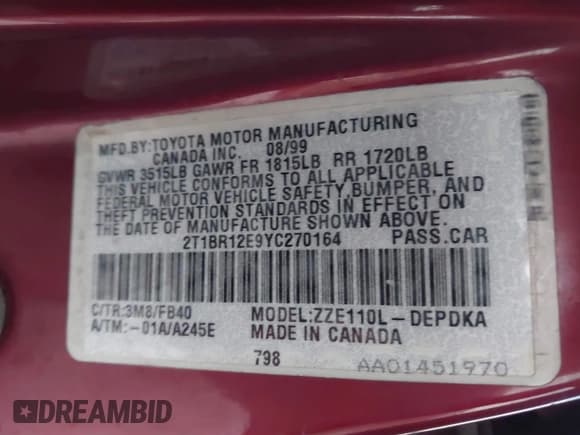 MFD.BY:TOYOTA MOTOR MANUFACTURING
CANADA INC. 08/99
GVWR 3515LB GAWR FR 1815LB RR 1720LB
THIS VEHICLE CONFORMS TO ALL APPLICABLE
FEDERAL MOTOR VEHICLE SAFETY,BUMPER, AND
THEFT PREVENTION STANDARDS IN EFFECT ON
THE DATE OF MANUFACTURE SHOWN ABOVE.
2T1BR12E9YC270164 PASS.CAR
C/TR:3M8/FB40 MODEL:ZZE110L-DEPDKA
A/TM:-01A/A245E MADE IN CANADA
798 AA01451970
DREAMBID